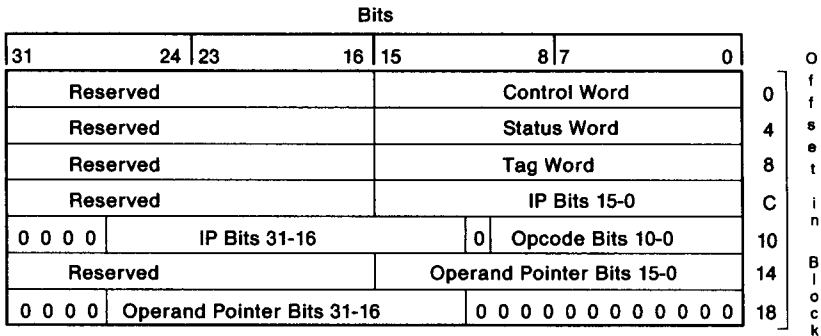 Bits
31 24 23 16 15 8 7 0
Reserved Control Word 0
Reserved Status Word 4
Reserved Tag Word 8
Reserved IP Bits 15-0 C
0 0 0 0 IP Bits 31-16 0 Opcode Bits 10-0 10
Reserved Operand Pointer Bits 15-0 14
0 0 0 0 Operand Pointer Bits 31-16 0 0 0 0 0 0 0 0 0 0 0 0 18
Offset in Block